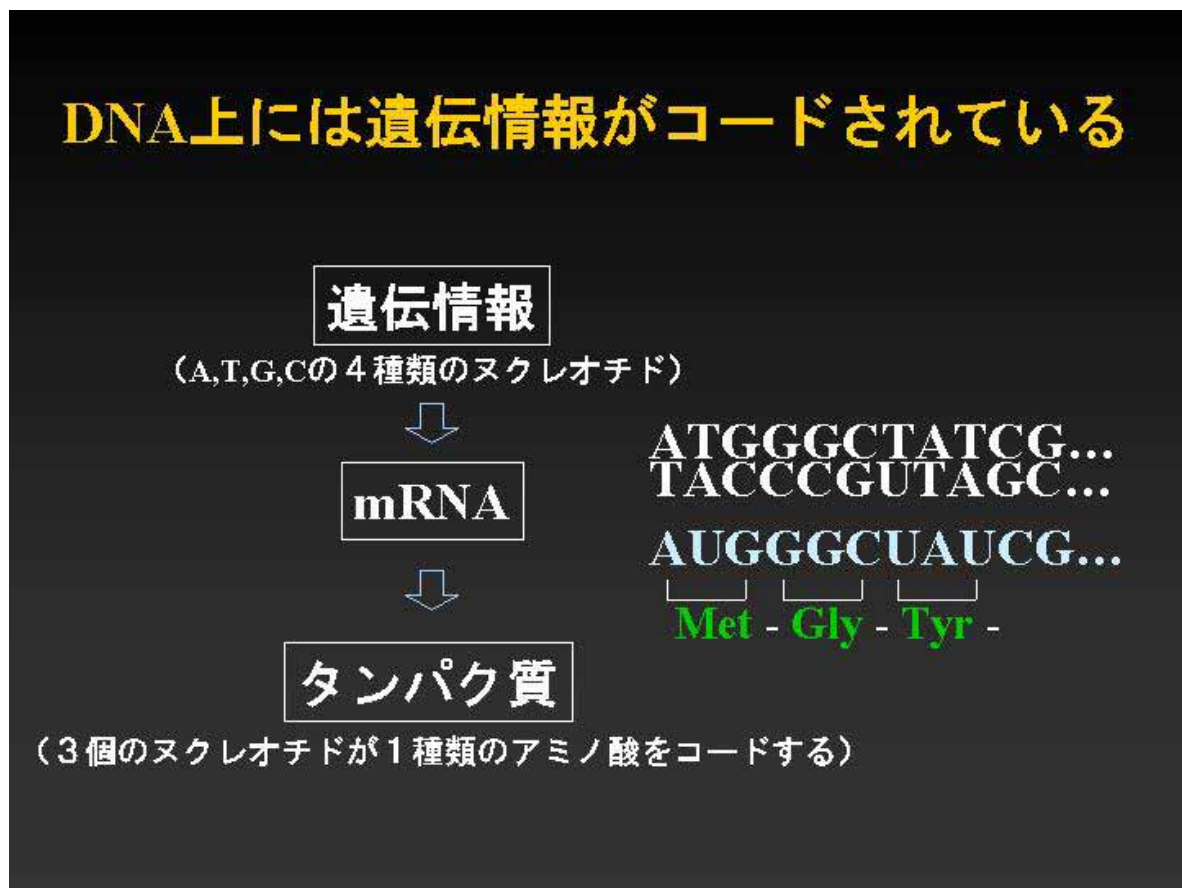 DNA上には遺伝情報がコードされている
遺伝情報
（A,T,G,Cの４種類のヌクレオチド）
mRNA
タンパク質
（３個のヌクレオチドが１種類のアミノ酸をコードする）
ATGGGCTATCG...
TACCCGUTAGC...
AUGGGCUAUCG...
Met - Gly - Tyr -